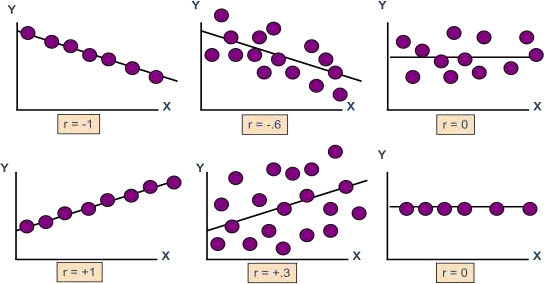 Y
X
r = -1
Y
X
r = -.6
Y
X
r = 0
Y
X
r = +1
Y
X
r = +.3
Y
X
r = 0